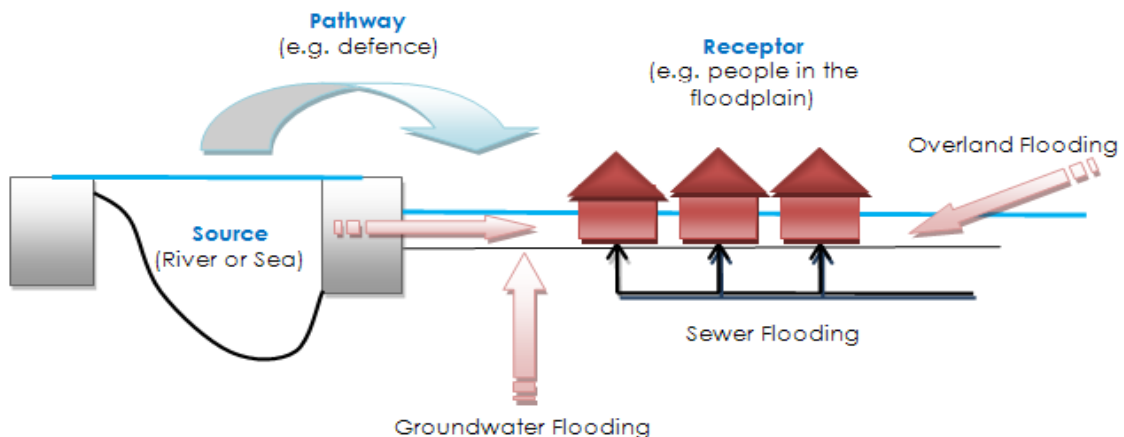 Pathway
(e.g. defence)
Receptor
(e.g. people in the
floodplain)
Overland Flooding
Source
(River or Sea)
Sewer Flooding
Groundwater Flooding